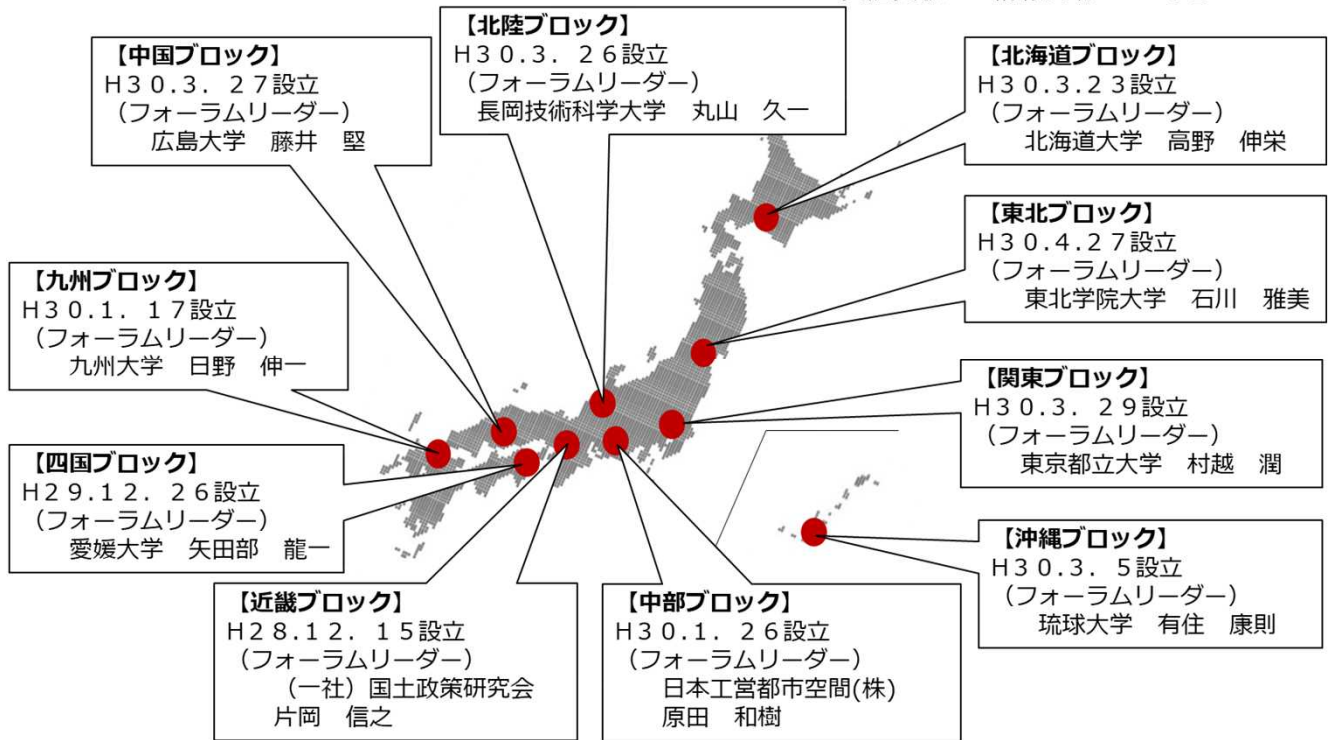 【中国ブロック】
H30.3. 27設立
(フォーラムリーダー)
広島大学 藤井 堅
【北陸ブロック】
H30.3. 26設立
(フォーラムリーダー)
長岡技術科学大学 丸山 久一
【北海道ブロック】
H30.3.23設立
(フォーラムリーダー)
北海道大学 高野 伸栄
【東北ブロック】
H30.4.27設立
(フォーラムリーダー)
東北学院大学 石川 雅美
【九州ブロック】
H30.1. 17設立
(フォーラムリーダー)
九州大学 日野 伸一
【関東ブロック】
H30.3. 29設立
(フォーラムリーダー)
東京都立大学 村越 潤
【四国ブロック】
H29.12. 26設立
(フォーラムリーダー)
愛媛大学 矢田部 龍一
【沖縄ブロック】
H30.3. 5設立
(フォーラムリーダー)
琉球大学 有住 康則
【近畿ブロック】
H28.12. 15設立
(フォーラムリーダー)
(一社)国土政策研究会
片岡 信之
【中部ブロック】
H30.1. 26設立
(フォーラムリーダー)
日本工営都市空間(株)
原田 和樹